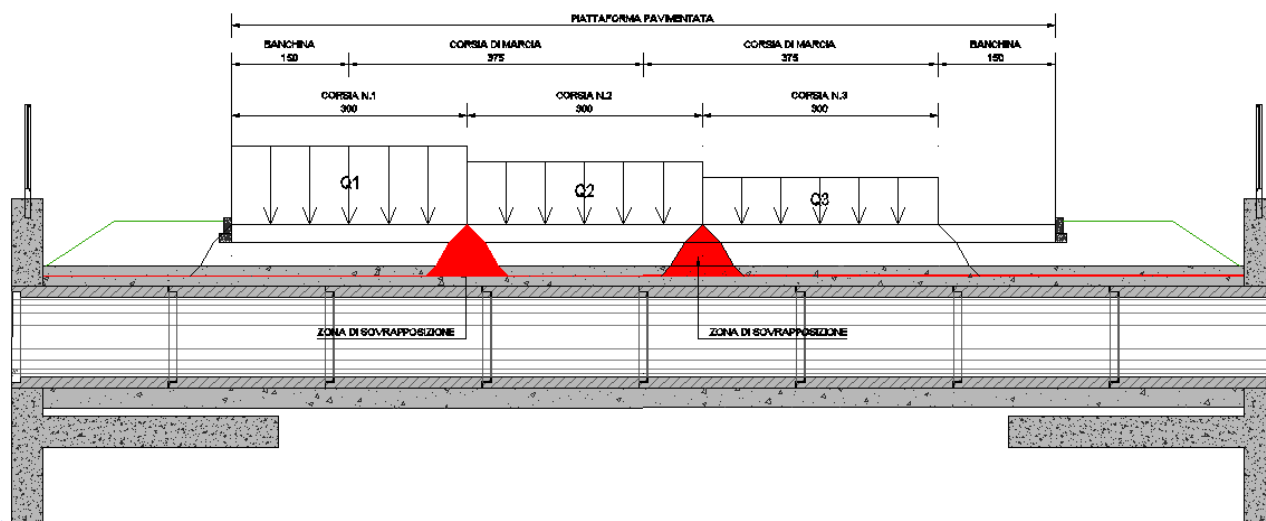 PIATTAFORMA PAVIMENTATA
BANCHINA
150
CORSIA DI MARCIA
375
CORSIA DI MARCIA
375
BANCHINA
150
CORSIA N.1
300
CORSIA N.2
300
CORSIA N.3
300
Q1
Q2
Q3
ZONA DI SOVRAPPOSIZIONE
ZONA DI SOVRAPPOSIZIONE